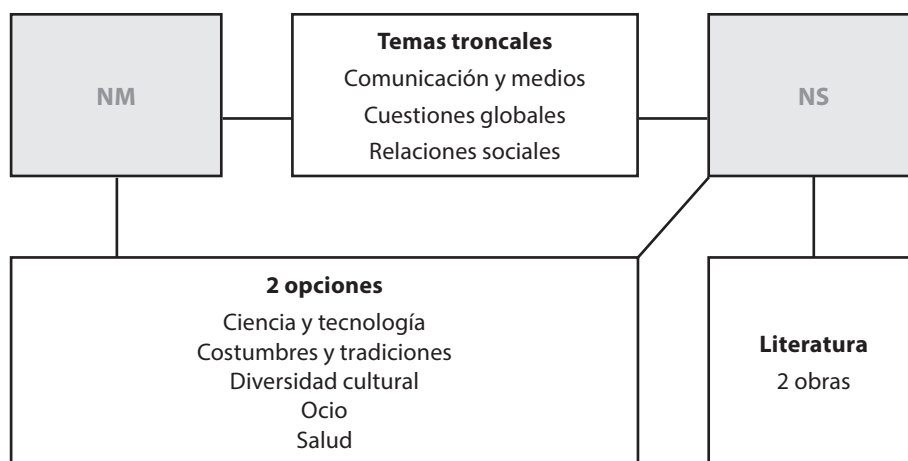 NM
Temas troncales
Comunicación y medios
Cuestiones globales
Relaciones sociales
NS
2 opciones
Ciencia y tecnología
Costumbres y tradiciones
Diversidad cultural
Ocio
Salud
Literatura
2 obras